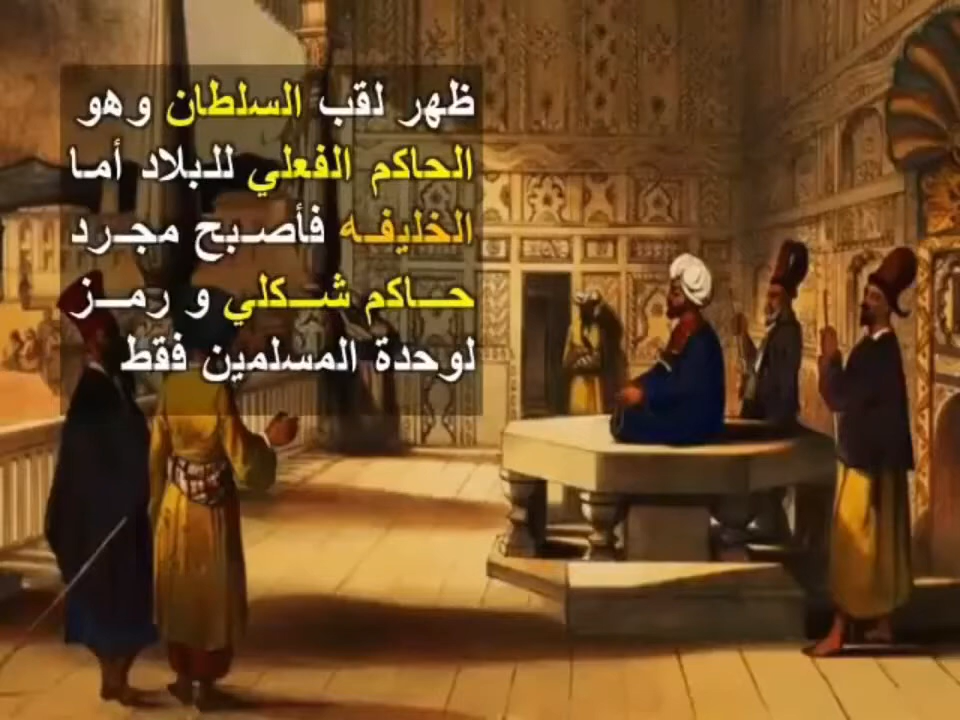 ظهر لقب السلطان وهو
الحاكم الفعلي للبلاد أما
الخليفه فأصبح مجرد
حاكم شكلي و رمز
لوحدة المسلمين فقط